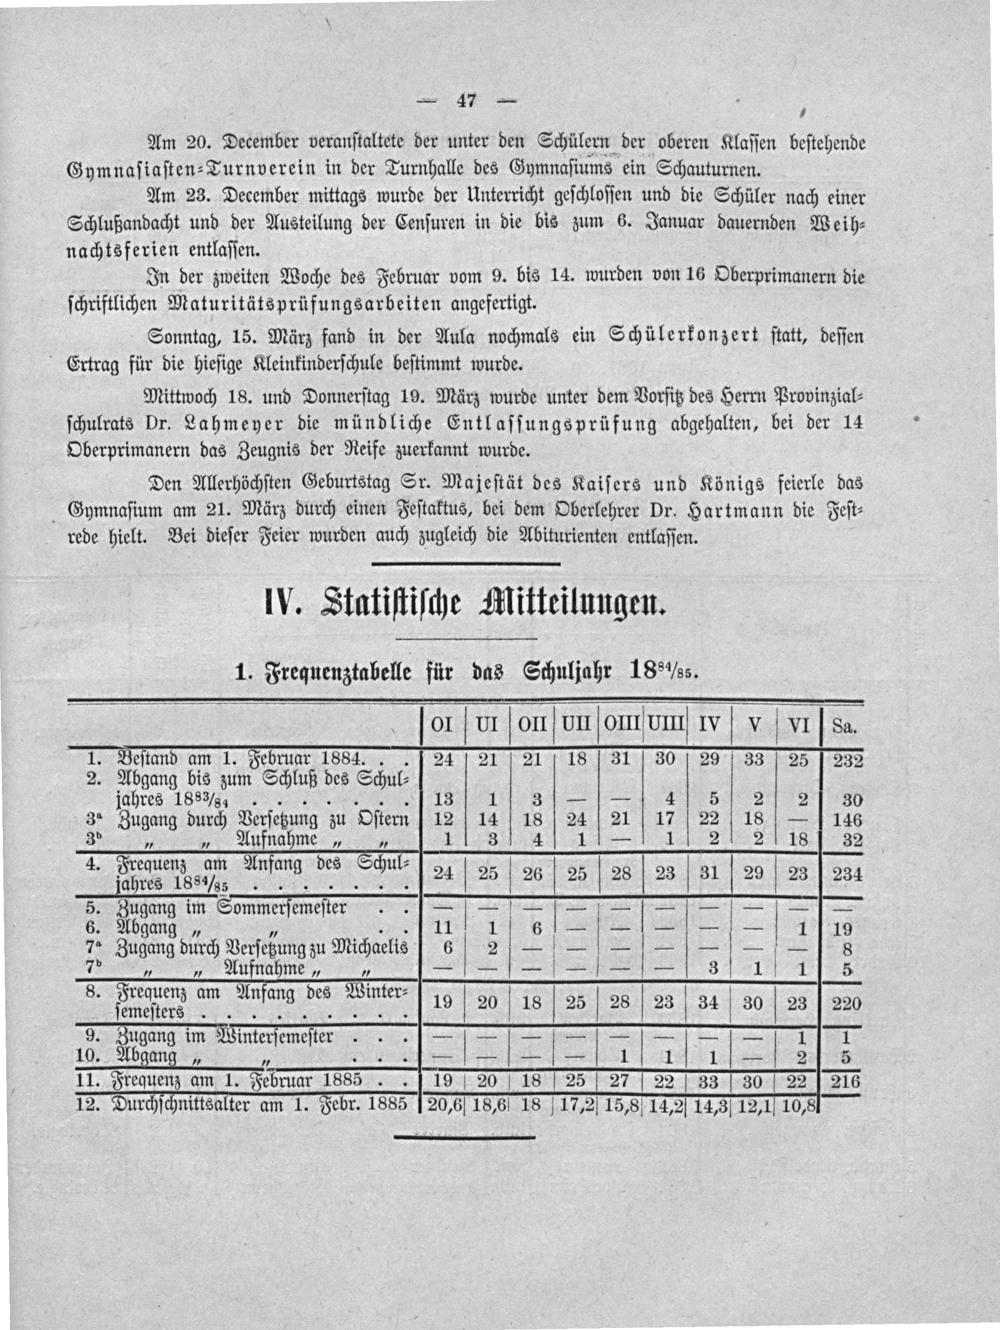 — 47 —
Am 20. December veranstaltete der unter den Schülern der oberen Klassen bestehende
Gymnasiasten-Turnverein in der Turnhalle des Gymnasiums ein Schauturnen.
Am 23. December mittags wurde der Unterricht geschlossen und die Schüler nach einer
Schlußandacht und der Austeilung der Censuren in die bis zum 6. Januar dauernden Weih-
nachtsferien entlassen.
In der zweiten Woche des Februar vom 9. bis 14. wurden von 16 Oberprimanern die
schriftlichen Maturitätsprüfungsarbeiten angefertigt.
Sonntag, 15. März fand in der Aula nochmals ein Schülerkonzert statt, dessen
Ertrag für die hiesige Kleinkinderschule bestimmt wurde.
Mittwoch 18. und Donnerstag 19. März wurde unter dem Vorsitz des Herrn Provinzial-
schulrats Dr. Lahmeyer die mündliche Entlassungsprüfung abgehalten, bei der 14
Oberprimanern das Zeugnis der Reife zuerkannt wurde.
Den Allerhöchsten Geburtstag Sr. Majestät des Kaisers und Königs feierte das
Gymnasium am 21. März durch einen Festaktus, bei dem Oberlehrer Dr. Hartmann die Fest-
rede hielt. Bei dieser Feier wurden auch zugleich die Abiturienten entlassen.
IV. Statistische Mitteilungen.
1. Frequenztabelle für das Schuljahr 18⁸⁴/₈₅.
OI UI OII UII OIII UIII IV V VI Sa.
1. Bestand am 1. Februar 1884. . . 24 21 21 18 31 30 29 33 25 232
2. Abgang bis zum Schluß des Schul-
jahres 18⁸³/₈₄ . . . . . . . 13 1 3 — — 4 5 2 2 30
3ᵃ Zugang durch Versetzung zu Ostern 12 14 18 24 21 17 22 18 — 146
3ᵇ „ „ Aufnahme „ „ 1 3 4 1 — 1 2 2 18 32
4. Frequenz am Anfang des Schul-
jahres 18⁸⁴/₈₅ . . . . . . . 24 25 26 25 28 23 31 29 23 234
5. Zugang im Sommersemester . . — — — — — — — — — —
6. Abgang „ „ . . 11 1 6 — — — — — 1 19
7ᵃ Zugang durch Versetzung zu Michaelis 6 2 — — — — — — — 8
7ᵇ „ „ Aufnahme „ „ — — — — — — 3 1 1 5
8. Frequenz am Anfang des Winter-
semesters . . . . . . . . . 19 20 18 25 28 23 34 30 23 220
9. Zugang im Wintersemester . . . — — — — — — — — 1 1
10. Abgang „ „ . . . — — — — 1 1 1 — 2 5
11. Frequenz am 1. Februar 1885 . . 19 20 18 25 27 22 33 30 22 216
12. Durchschnittsalter am 1. Febr. 1885 20,6 18,6 18 17,2 15,8 14,2 14,3 12,1 10,8